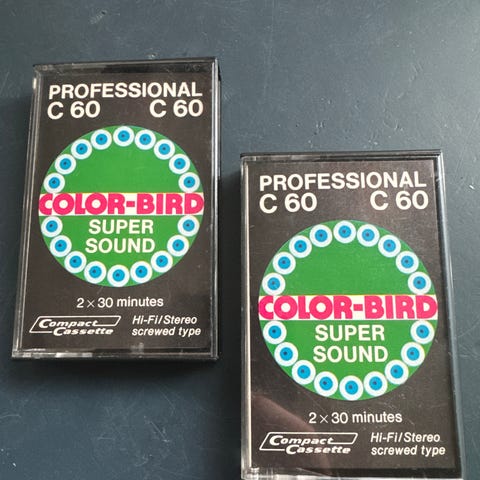 PROFESSIONAL
C 60 C 60
COLOR-BIRD
SUPER
SOUND
2 × 30 minutes
Compact Cassette
Hi-Fi/Stereo
screwed type
PROFESSIONAL
C 60 C 60
COLOR-BIRD
SUPER
SOUND
2 × 30 minutes
Compact Cassette
Hi-Fi/Stereo
screwed type